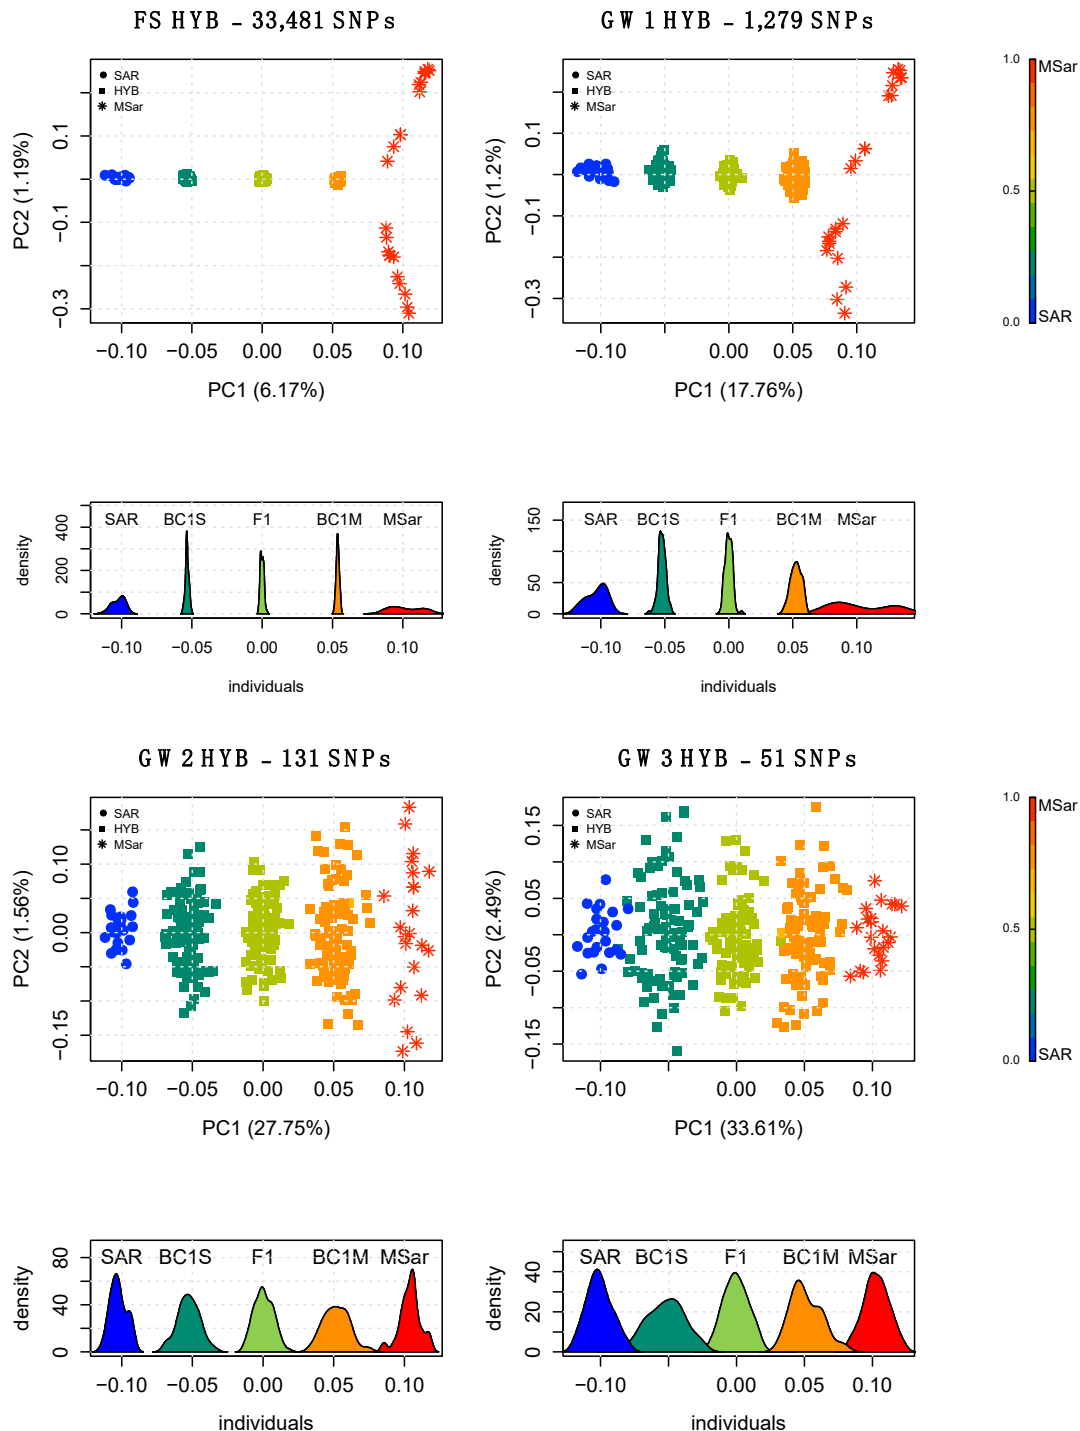 FS HYB – 33,481 SNPs
GW 1 HYB – 1,279 SNPs
SAR
HYB
MSar
PC2 (1.19%)
0.1
−0.1
−0.3
−0.10 −0.05 0.00 0.05 0.10
PC1 (6.17%)
SAR
HYB
MSar
PC2 (1.2%)
0.1
−0.1
−0.3
−0.10 0.00 0.05 0.10
PC1 (17.76%)
1.0 MSar
0.5
0.0 SAR
SAR BC1S F1 BC1M MSar
density
400
200
0
−0.10 −0.05 0.00 0.05 0.10
individuals
SAR BC1S F1 BC1M MSar
density
150
50
0
−0.10 −0.05 0.00 0.05 0.10
individuals
GW 2 HYB – 131 SNPs
GW 3 HYB – 51 SNPs
SAR
HYB
MSar
PC2 (1.56%)
0.10
0.00
−0.15
−0.10 −0.05 0.00 0.05 0.10
PC1 (27.75%)
SAR
HYB
MSar
PC2 (2.49%)
0.15
0.05
−0.05
−0.15
−0.10 0.00 0.05 0.10
PC1 (33.61%)
1.0 MSar
0.5
0.0 SAR
SAR BC1S F1 BC1M MSar
density
80
40
0
−0.10 −0.05 0.00 0.05 0.10
individuals
SAR BC1S F1 BC1M MSar
density
40
20
0
−0.10 −0.05 0.00 0.05 0.10
individuals